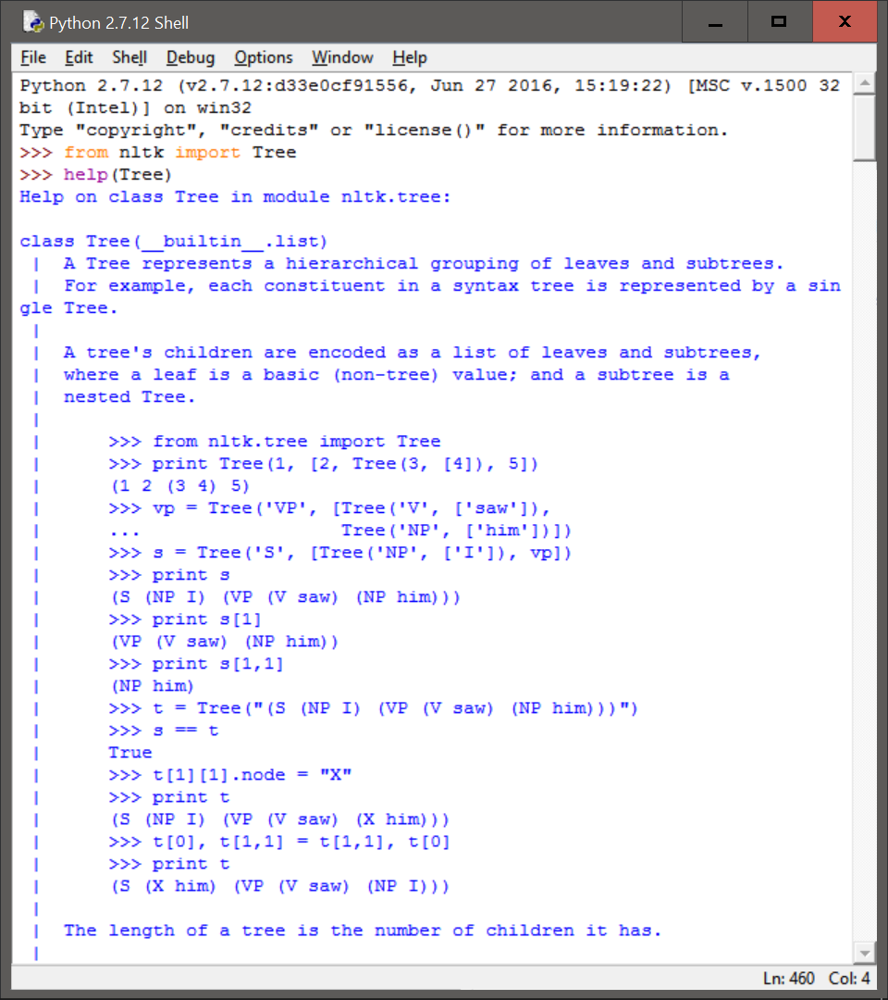 Python 2.7.12 Shell
File Edit Shell Debug Options Window Help
Python 2.7.12 (v2.7.12:d33e0cf91556, Jun 27 2016, 15:19:22) [MSC v.1500 32
bit (Intel)] on win32
Type "copyright", "credits" or "license()" for more information.
>>> from nltk import Tree
>>> help(Tree)
Help on class Tree in module nltk.tree:

class Tree(__builtin__.list)
 |  A Tree represents a hierarchical grouping of leaves and subtrees.
 |  For example, each constituent in a syntax tree is represented by a sin
gle Tree.
 |
 |  A tree's children are encoded as a list of leaves and subtrees,
 |  where a leaf is a basic (non-tree) value; and a subtree is a
 |  nested Tree.
 |
 |      >>> from nltk.tree import Tree
 |      >>> print Tree(1, [2, Tree(3, [4]), 5])
 |      (1 2 (3 4) 5)
 |      >>> vp = Tree('VP', [Tree('V', ['saw']),
 |      ...                  Tree('NP', ['him'])])
 |      >>> s = Tree('S', [Tree('NP', ['I']), vp])
 |      >>> print s
 |      (S (NP I) (VP (V saw) (NP him)))
 |      >>> print s[1]
 |      (VP (V saw) (NP him))
 |      >>> print s[1,1]
 |      (NP him)
 |      >>> t = Tree("(S (NP I) (VP (V saw) (NP him)))")
 |      >>> s == t
 |      True
 |      >>> t[1][1].node = "X"
 |      >>> print t
 |      (S (NP I) (VP (V saw) (X him)))
 |      >>> t[0], t[1,1] = t[1,1], t[0]
 |      >>> print t
 |      (S (X him) (VP (V saw) (NP I)))
 |
 |  The length of a tree is the number of children it has.
 |
Ln: 460 Col: 4